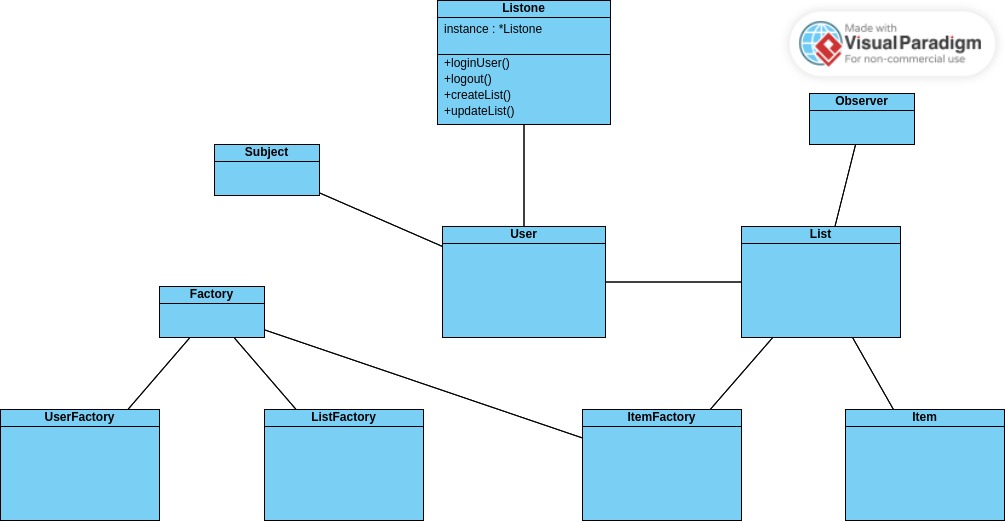 Listone
instance : *Listone
+loginUser()
+logout()
+createList()
+updateList()
Made with
Visual Paradigm
For non-commercial use
Observer
Subject
User
List
Factory
UserFactory
ListFactory
ItemFactory
Item